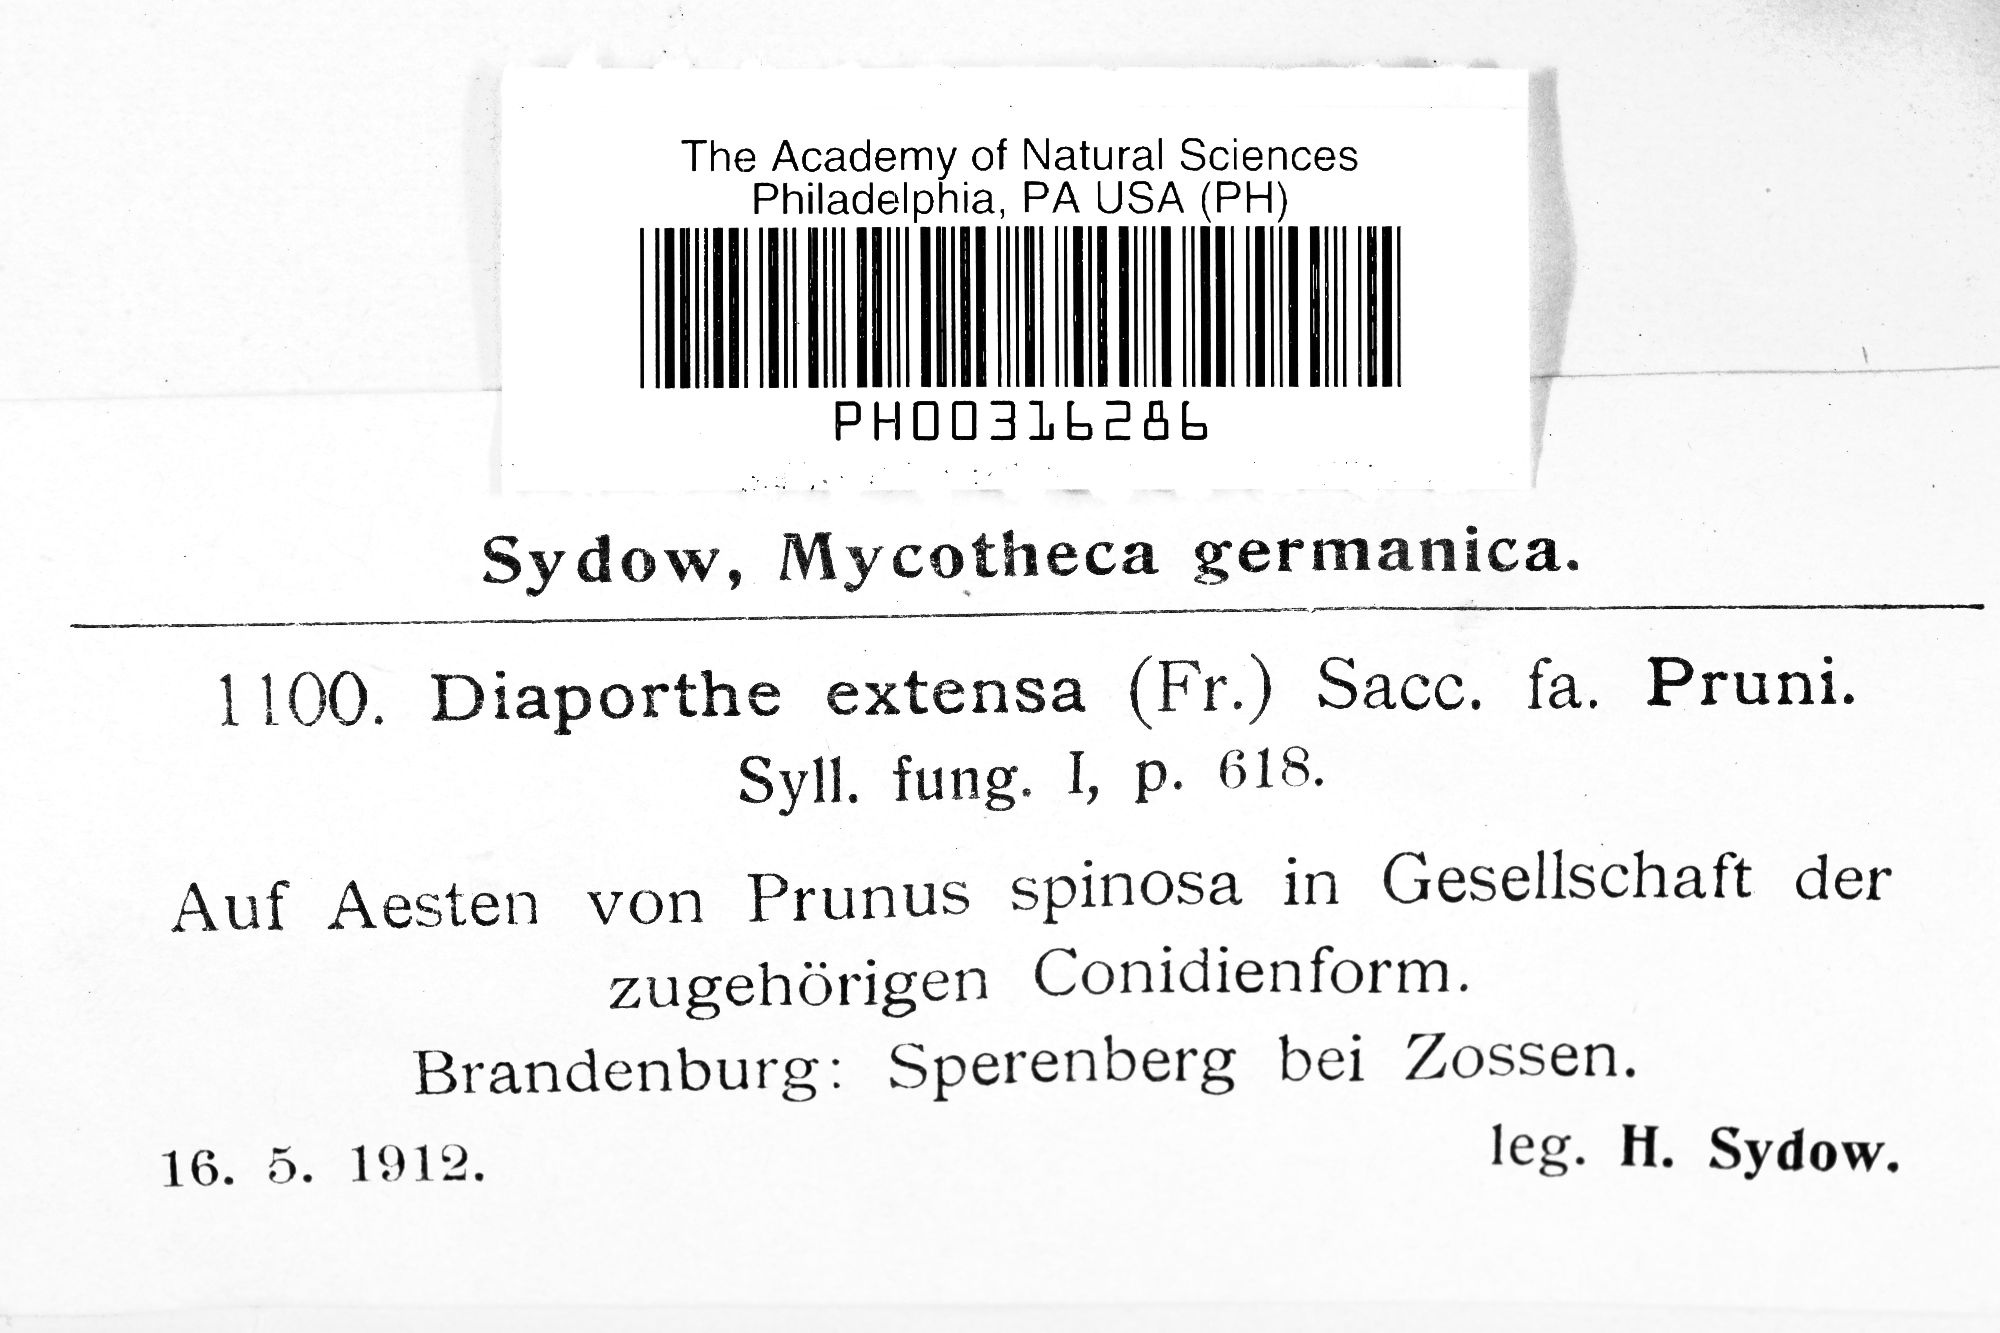 The Academy of Natural Sciences
Philadelphia, PA USA (PH)
PH00316286
Sydow, Mycotheca germanica.
1100. Diaporthe extensa (Fr.) Sacc. fa. Pruni.
Syll. fung. I, p. 618.
Auf Aesten von Prunus spinosa in Gesellschaft der
zugehörigen Conidienform.
Brandenburg: Sperenberg bei Zossen.
16. 5. 1912. leg. H. Sydow.